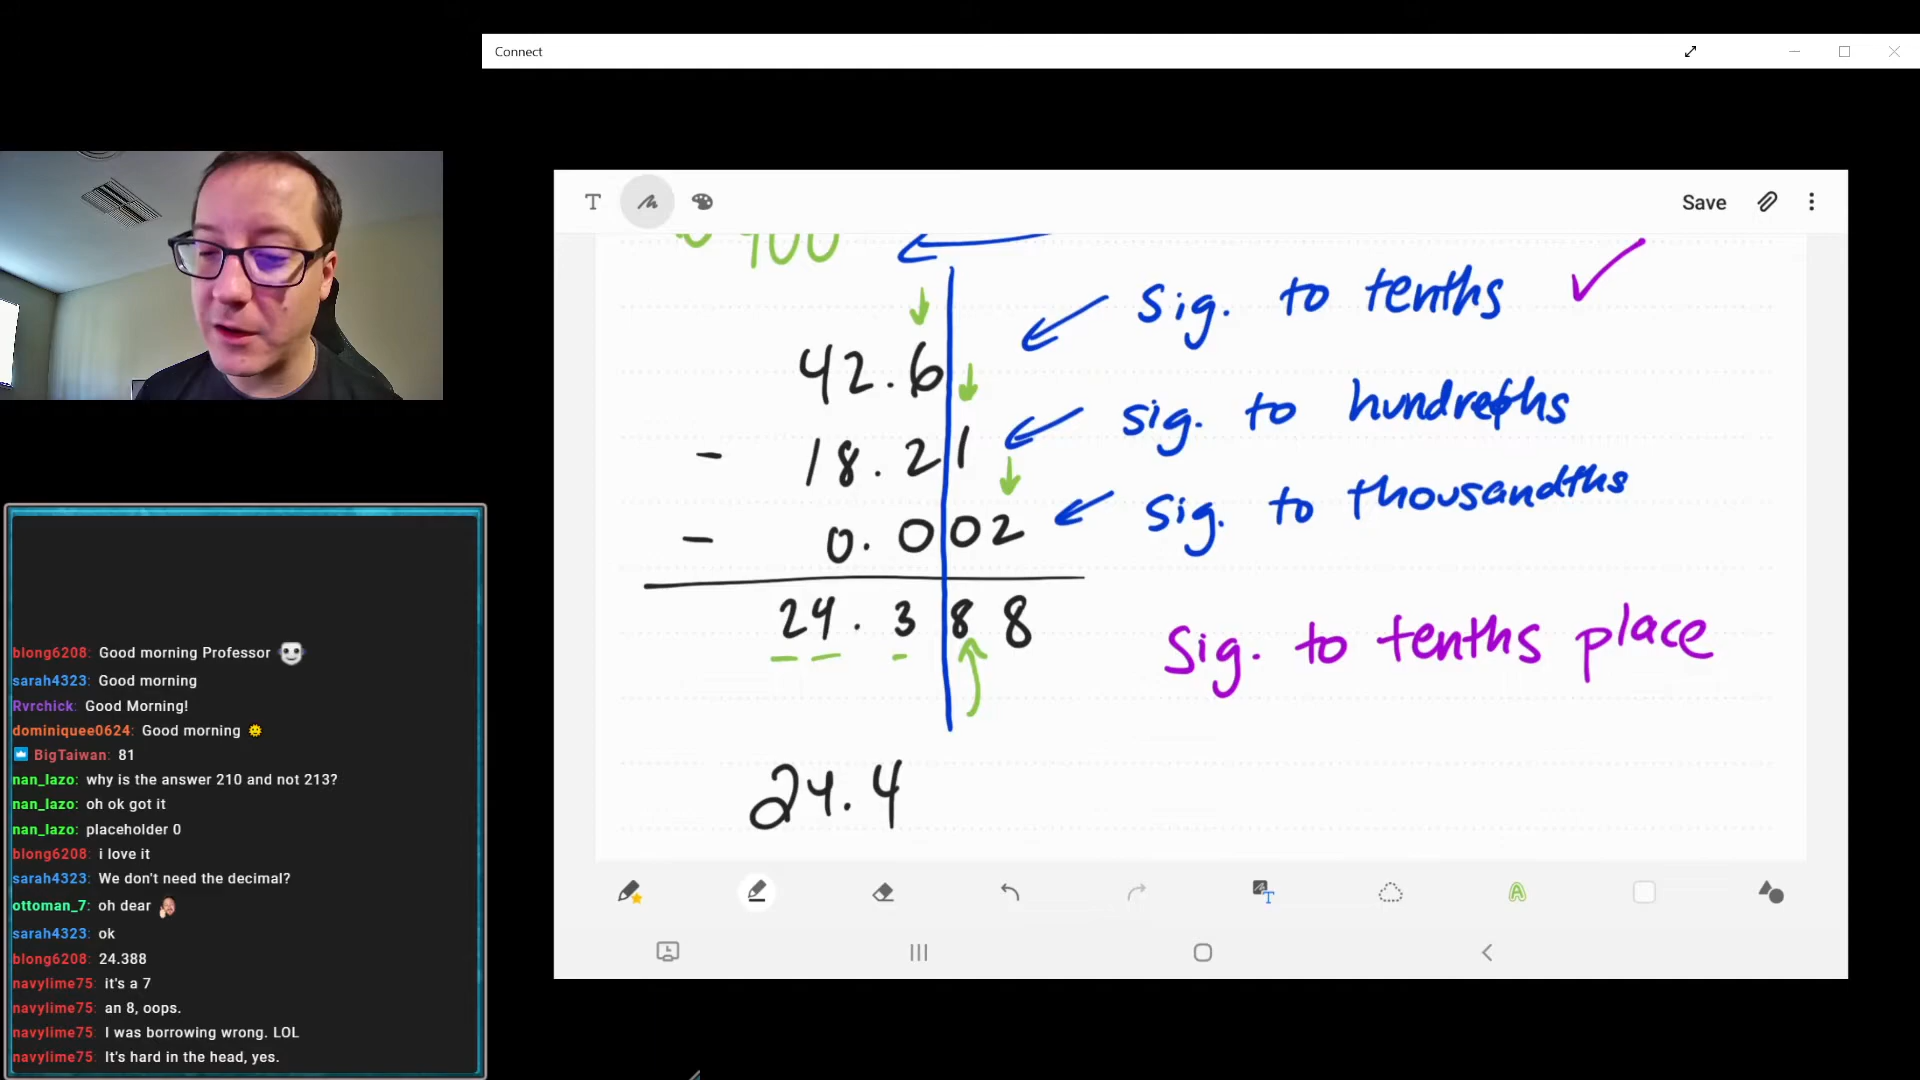 Connect
T
Save
400
Sig. to tenths
42.6
sig. to hundreths
- 18.21
sig. to thousandths
- 0.002
24.388
Sig. to tenths place
24.4
T
A
blong6208: Good morning Professor
sarah4323: Good morning
Rvrchick: Good Morning!
dominiquee0624: Good morning
BigTaiwan: 81
nan_lazo: why is the answer 210 and not 213?
nan_lazo: oh ok got it
nan_lazo: placeholder 0
blong6208: i love it
sarah4323: We don't need the decimal?
ottoman_7: oh dear
sarah4323: ok
blong6208: 24.388
navylime75: it's a 7
navylime75: an 8, oops.
navylime75: I was borrowing wrong. LOL
navylime75: It's hard in the head, yes.